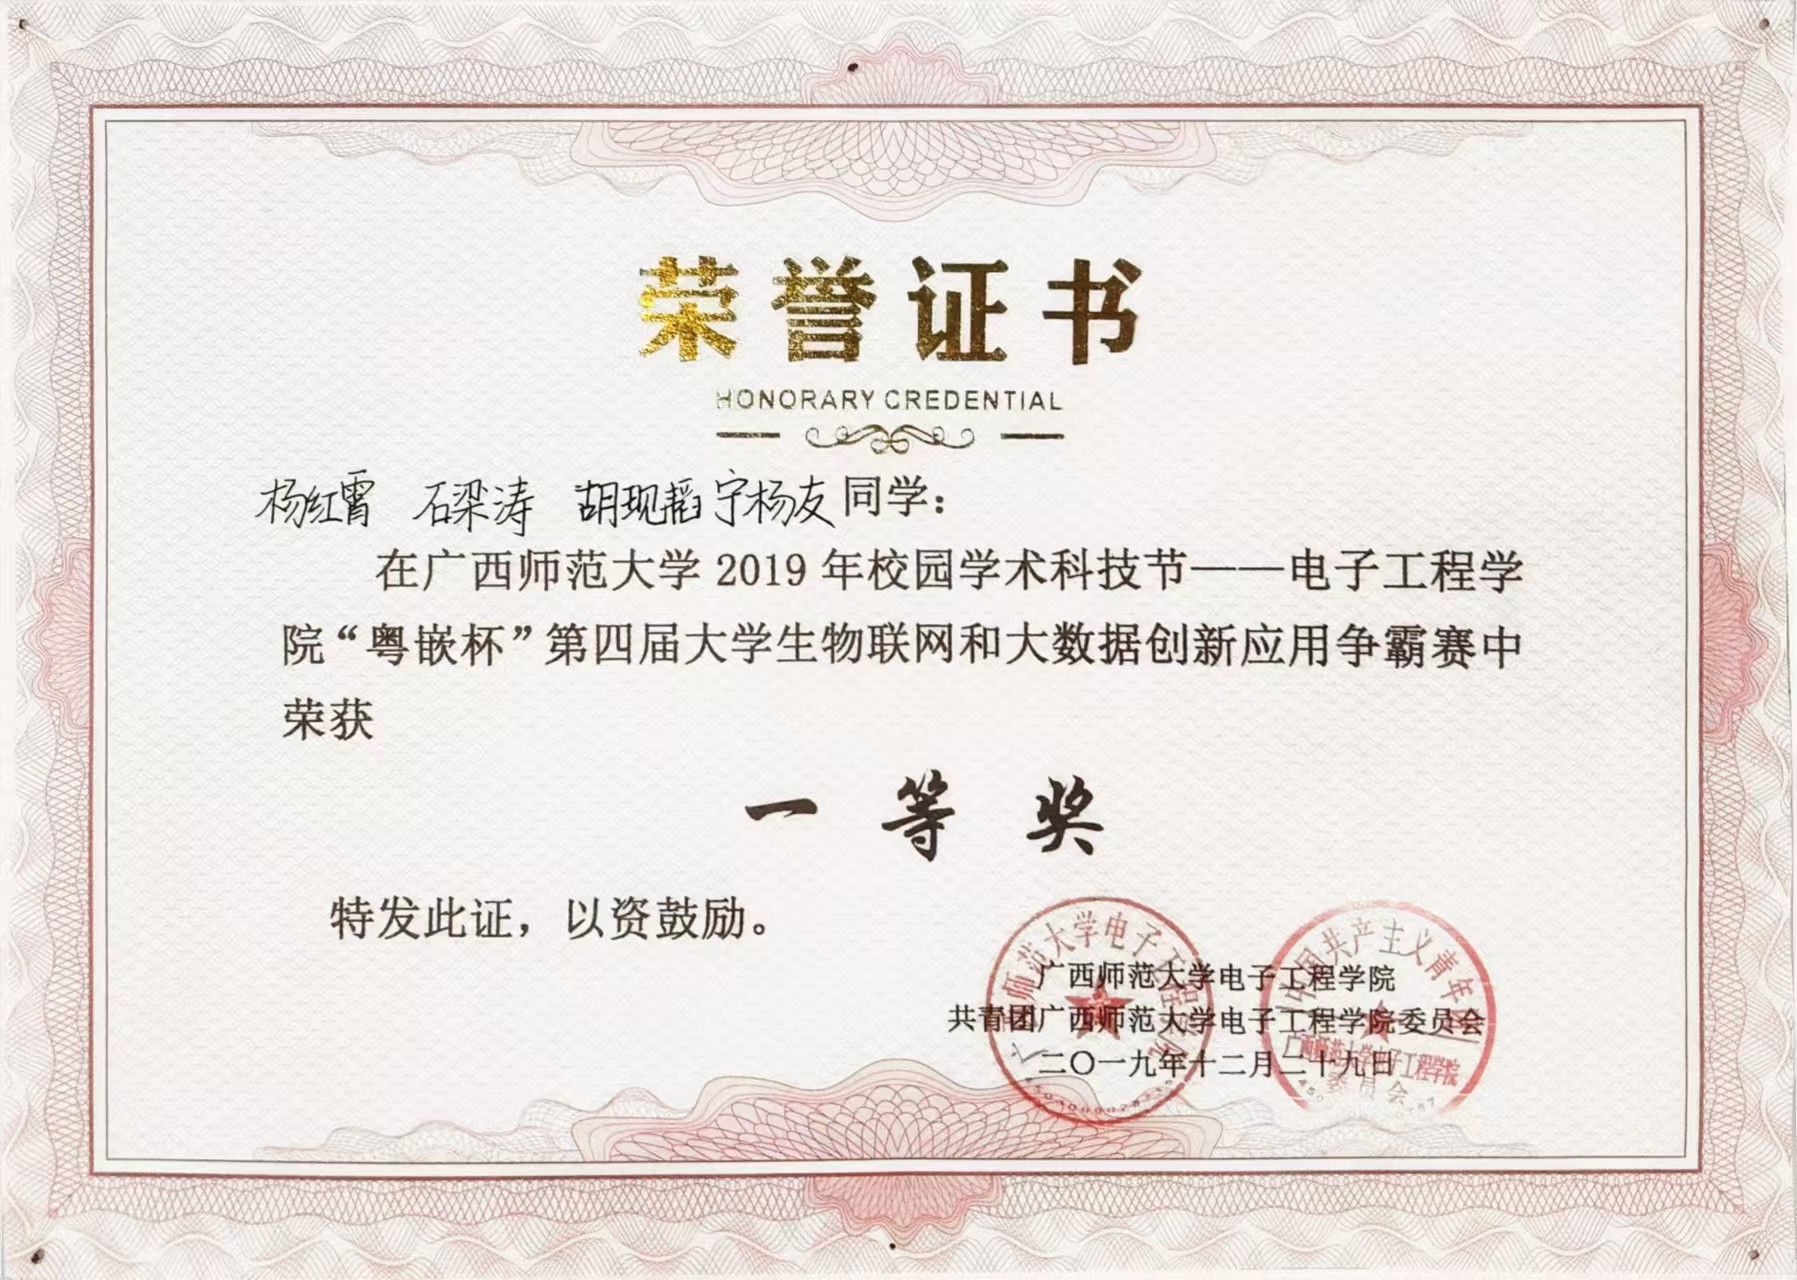 荣誉证书
HONORARY CREDENTIAL
杨红霄 石梁涛 胡现韬 宁杨友同学：
在广西师范大学 2019 年校园学术科技节——电子工程学
院“粤嵌杯”第四届大学生物联网和大数据创新应用争霸赛中
荣获
一等奖
特发此证，以资鼓励。
广西师范大学电子工程学院
共青团广西师范大学电子工程学院委员会
二〇一九年十二月二十九日
广西师范大学电子工程学院
中国共产主义青年团
广西师范大学电子工程学院
委员会